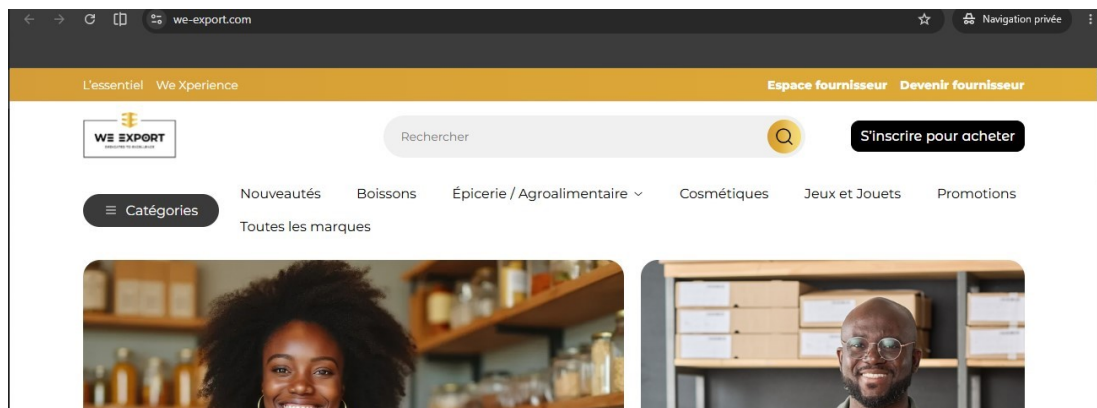 we-export.com
Navigation privée
L'essentiel We Xperience
Espace fournisseur Devenir fournisseur
WE EXPORT
Rechercher
S'inscrire pour acheter
Catégories
Nouveautés Boissons Épicerie / Agroalimentaire Cosmétiques Jeux et Jouets Promotions
Toutes les marques